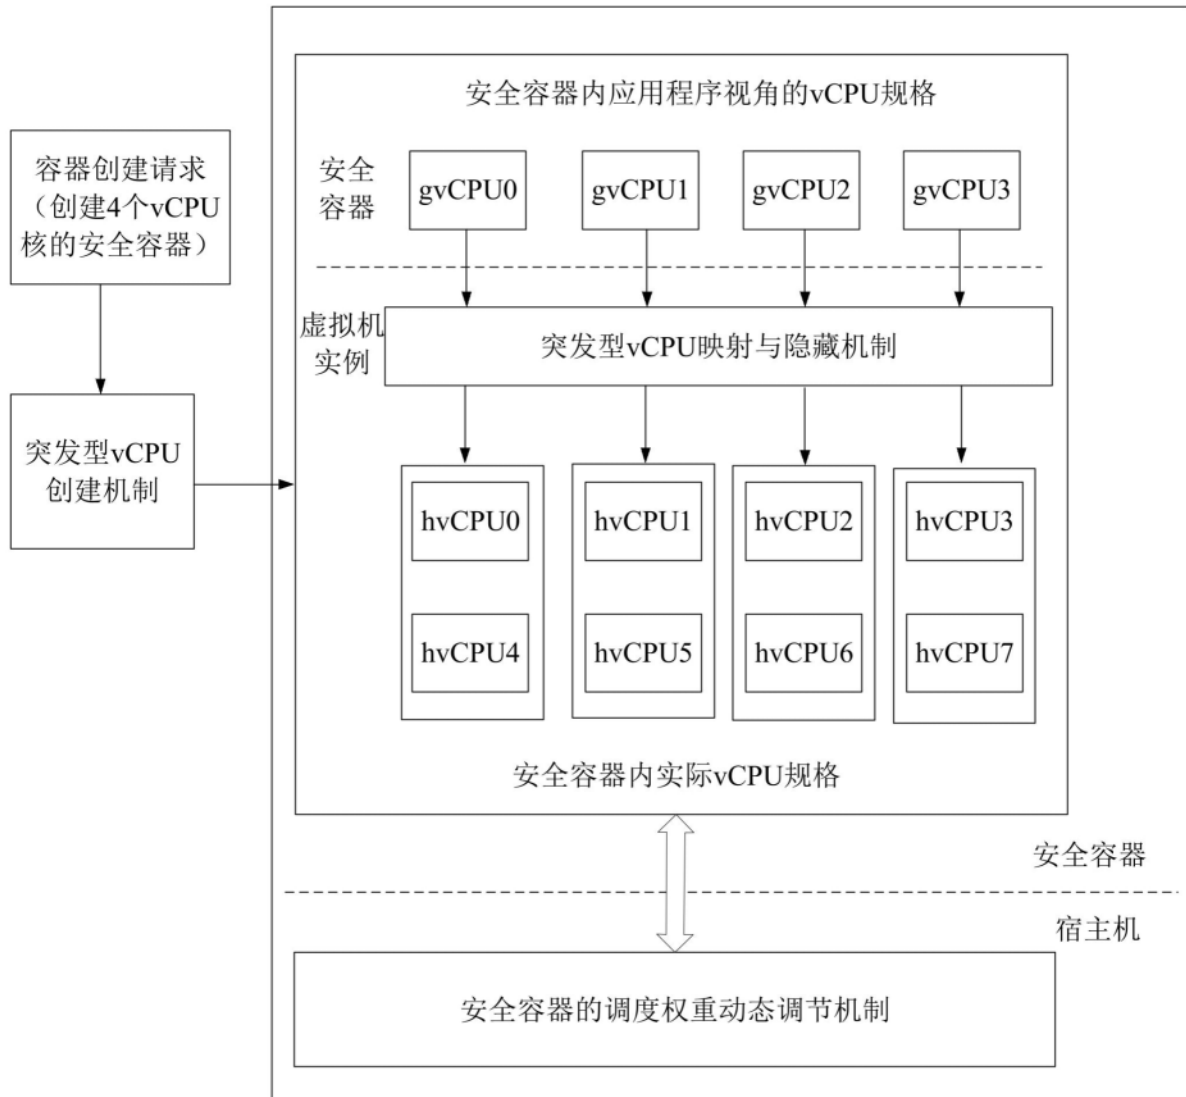 安全容器内应用程序视角的vCPU规格
容器创建请求
（创建4个vCPU
核的安全容器）
安全
容器
gvCPU0
gvCPU1
gvCPU2
gvCPU3
虚拟机
实例
突发型vCPU映射与隐藏机制
突发型vCPU
创建机制
hvCPU0
hvCPU1
hvCPU2
hvCPU3
hvCPU4
hvCPU5
hvCPU6
hvCPU7
安全容器内实际vCPU规格
安全容器
宿主机
安全容器的调度权重动态调节机制